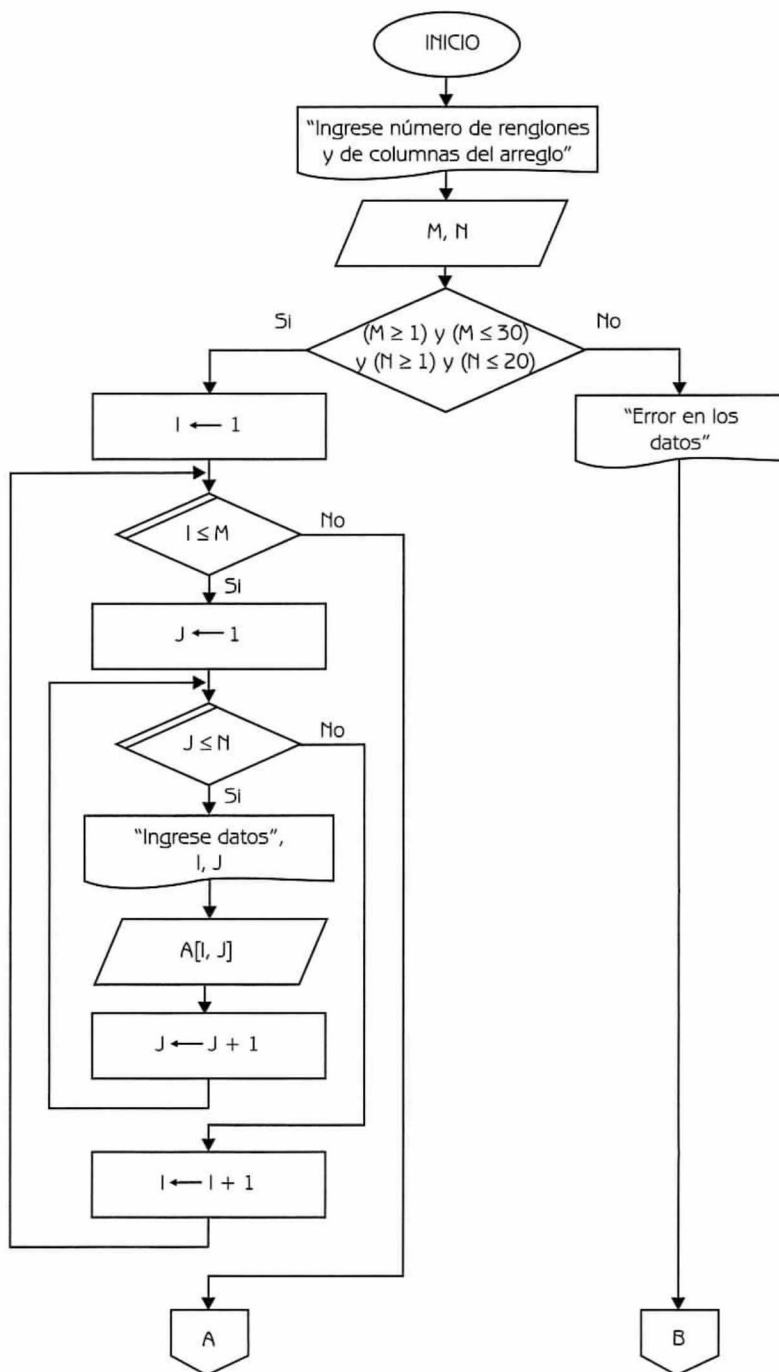 INICIO
“Ingrese número de renglones
y de columnas del arreglo”
M, N
Si
No
(M ≥ 1) y (M ≤ 30)
y (N ≥ 1) y (N ≤ 20)
I ← 1
“Error en los
datos”
I ≤ M
No
Si
J ← 1
J ≤ N
No
Si
“Ingrese datos”,
I, J
A[I, J]
J ← J + 1
I ← I + 1
A
B